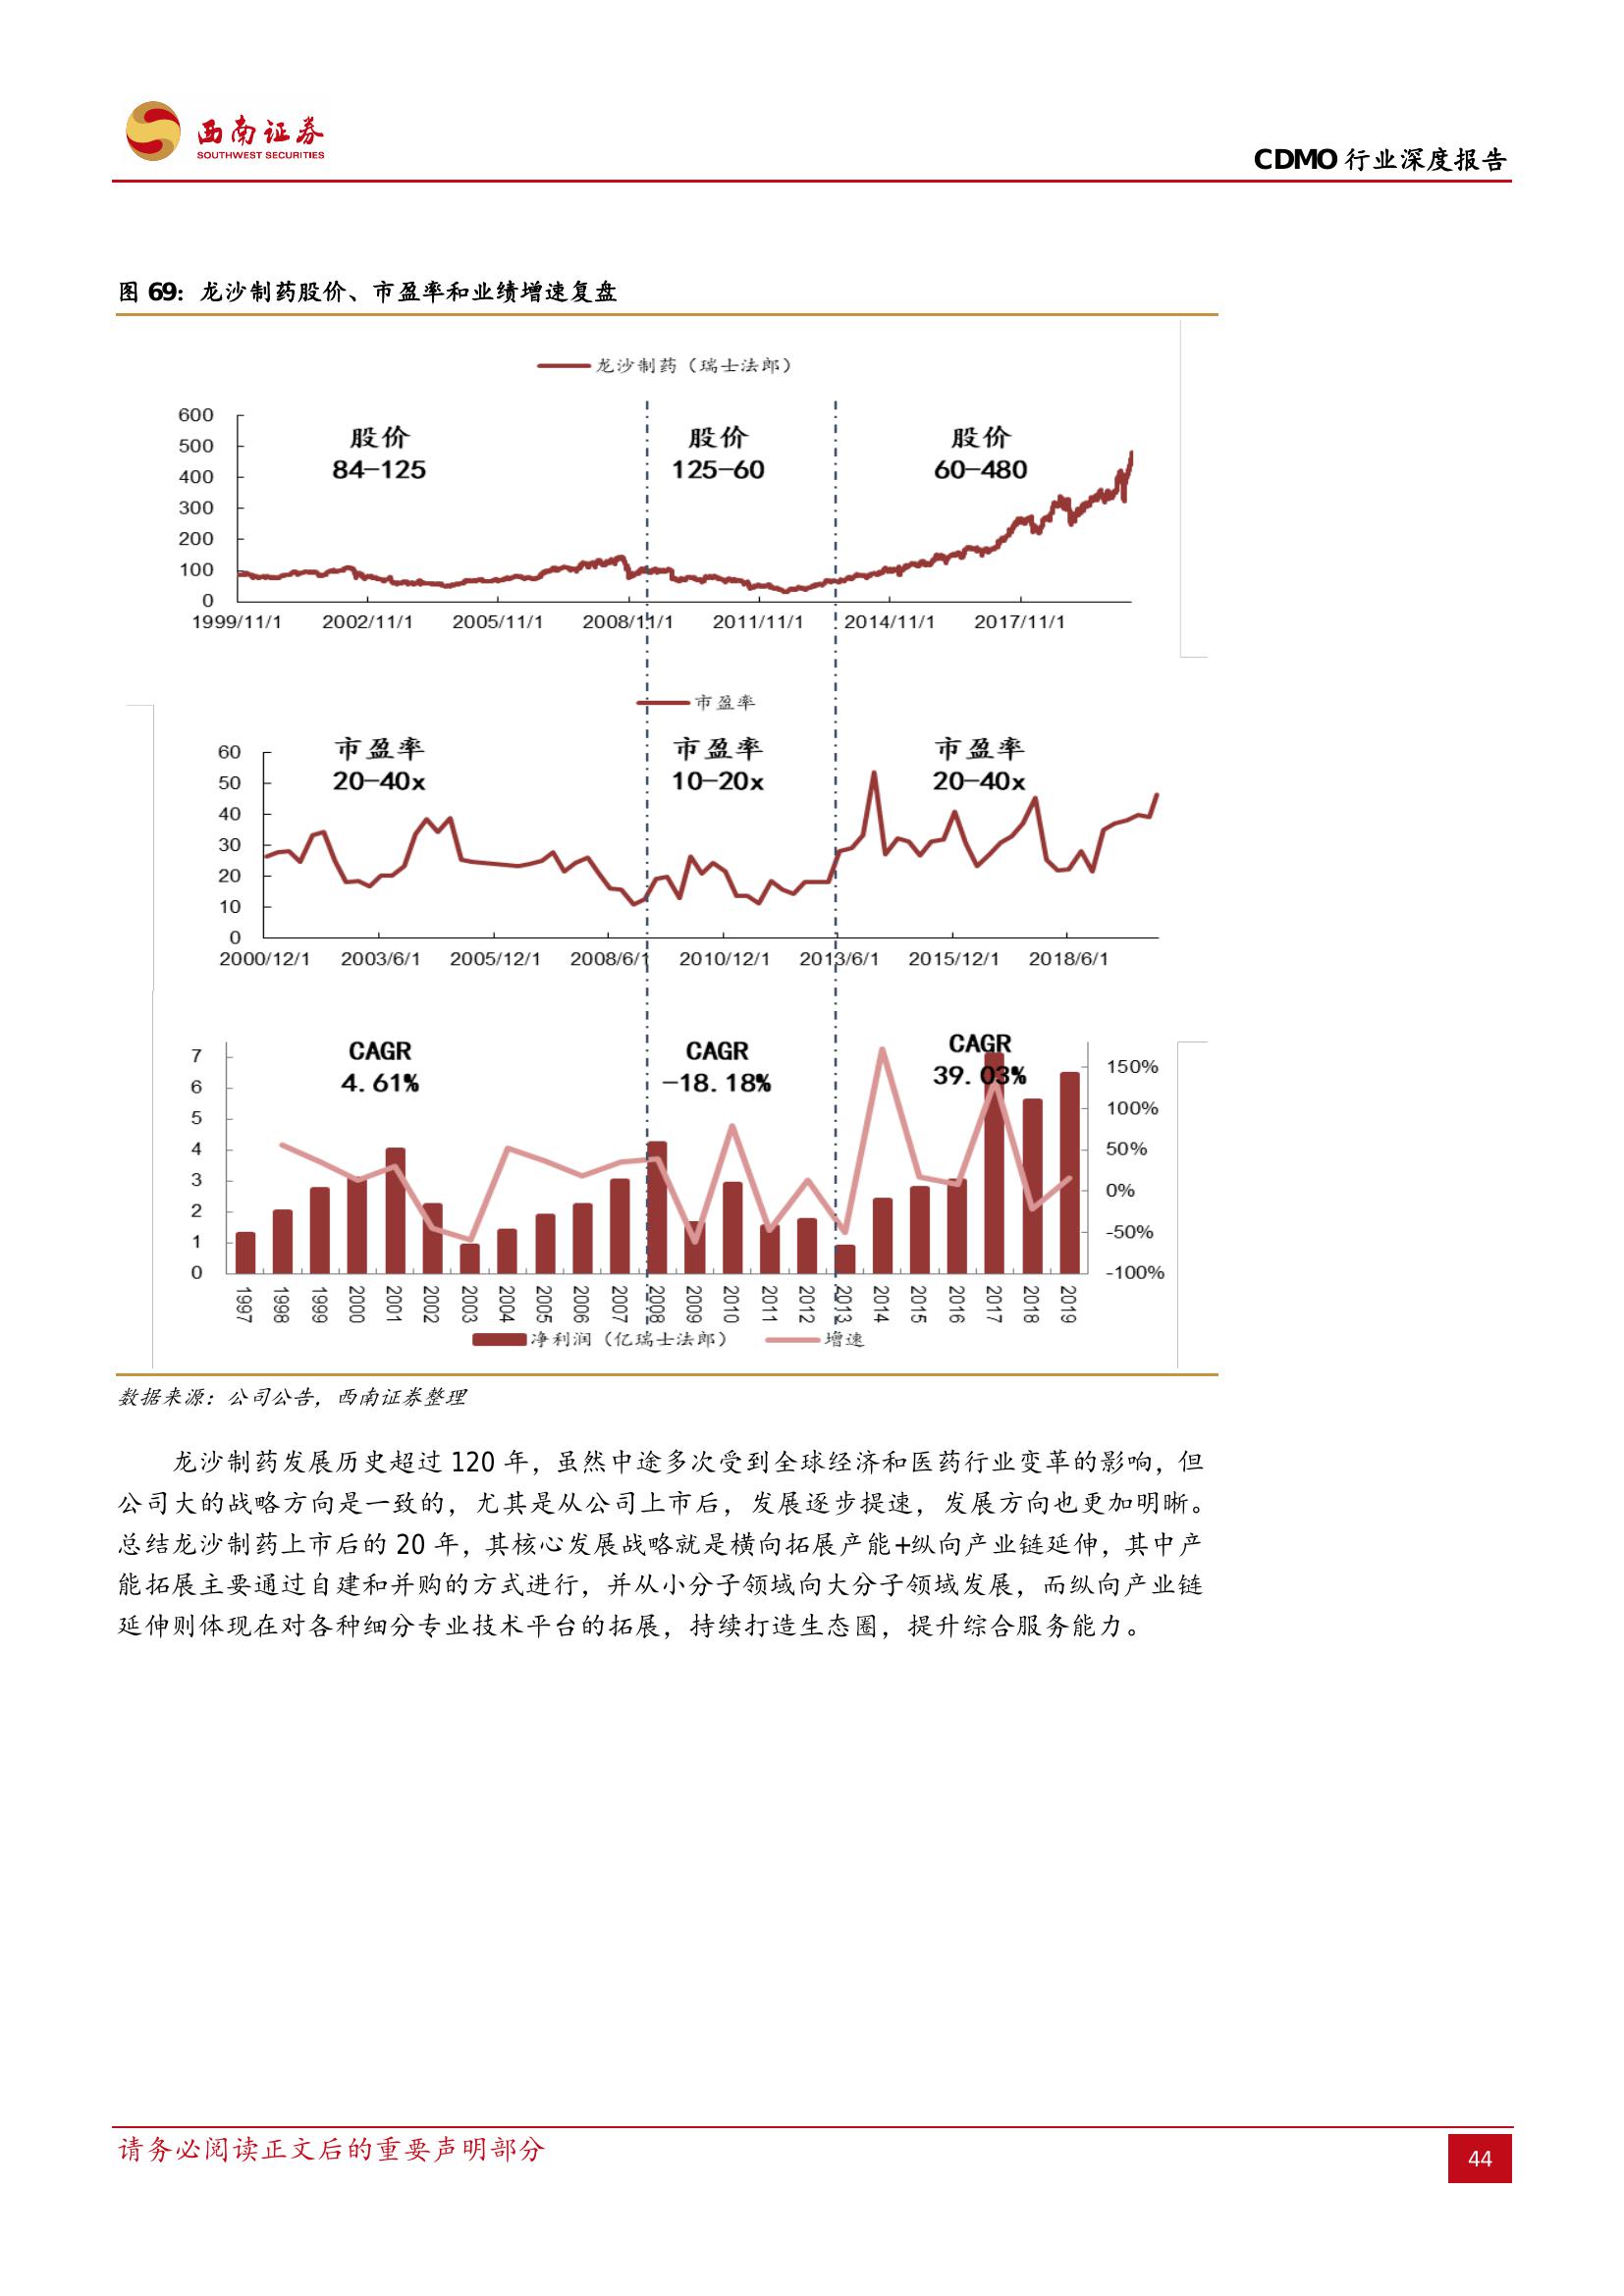 西南证券
SOUTHWEST SECURITIES
CDMO 行业深度报告
图 69：龙沙制药股价、市盈率和业绩增速复盘
龙沙制药（瑞士法郎）
600
500
400
300
200
100
0
股价
84—125
股价
125—60
股价
60—480
1999/11/1 2002/11/1 2005/11/1 2008/11/1 2011/11/1 2014/11/1 2017/11/1
市盈率
60
50
40
30
20
10
0
市盈率
20—40x
市盈率
10—20x
市盈率
20—40x
2000/12/1 2003/6/1 2005/12/1 2008/6/1 2010/12/1 2013/6/1 2015/12/1 2018/6/1
7
6
5
4
3
2
1
0
CAGR
4.61%
CAGR
—18.18%
CAGR
39.03%
150%
100%
50%
0%
-50%
-100%
1997 1998 1999 2000 2001 2002 2003 2004 2005 2006 2007 2008 2009 2010 2011 2012 2013 2014 2015 2016 2017 2018 2019
净利润（亿瑞士法郎） 增速
数据来源：公司公告，西南证券整理
龙沙制药发展历史超过 120 年，虽然中途多次受到全球经济和医药行业变革的影响，但
公司大的战略方向是一致的，尤其是从公司上市后，发展逐步提速，发展方向也更加明晰。
总结龙沙制药上市后的 20 年，其核心发展战略就是横向拓展产能+纵向产业链延伸，其中产
能拓展主要通过自建和并购的方式进行，并从小分子领域向大分子领域发展，而纵向产业链
延伸则体现在对各种细分专业技术平台的拓展，持续打造生态圈，提升综合服务能力。
请务必阅读正文后的重要声明部分
44